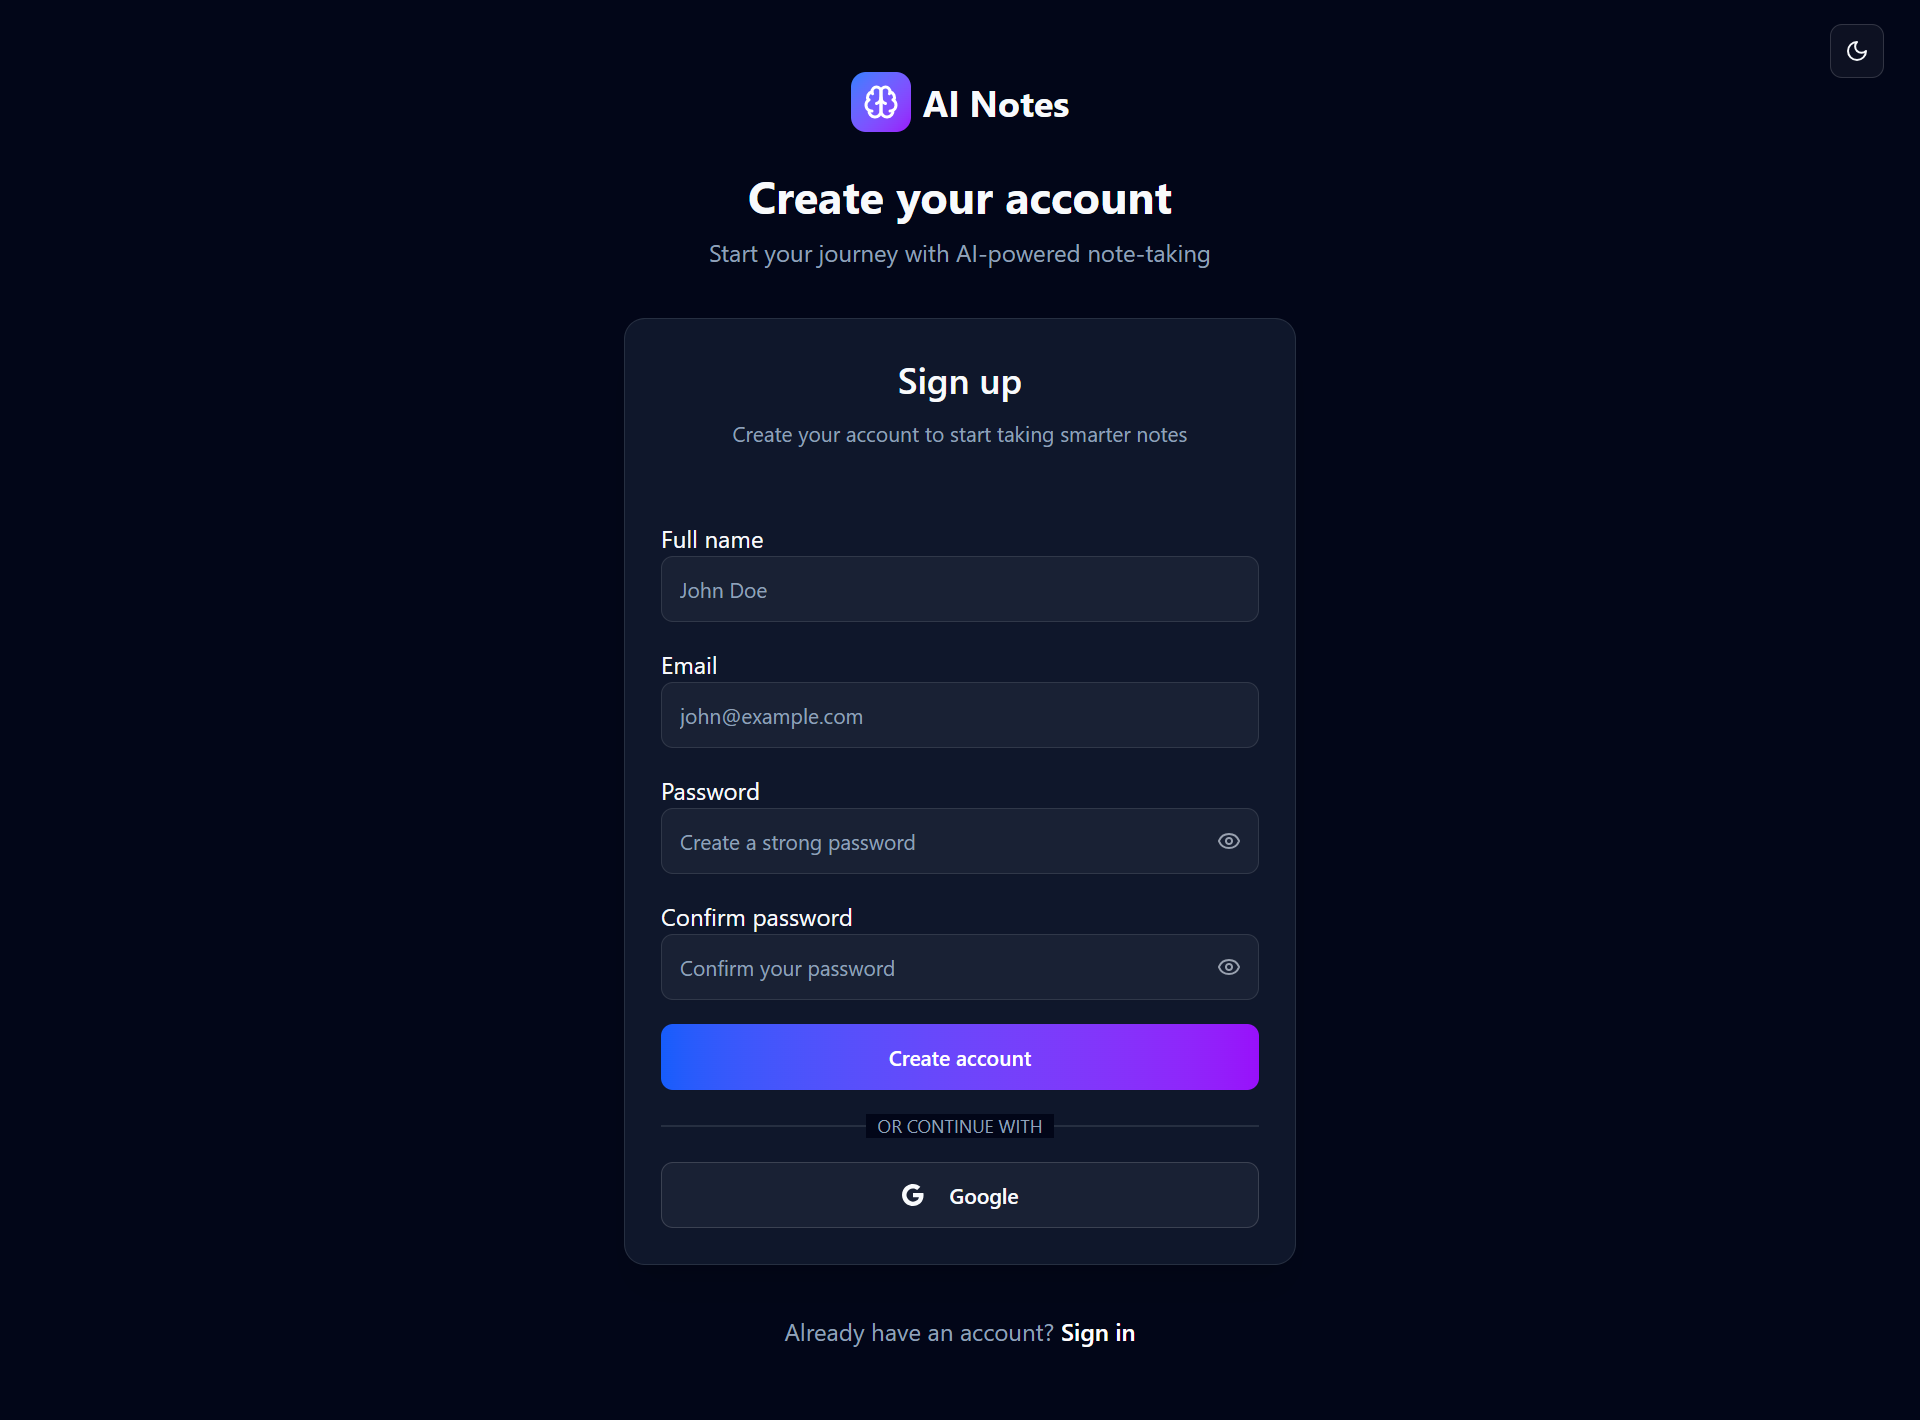 AI Notes
Create your account
Start your journey with AI-powered note-taking
Sign up
Create your account to start taking smarter notes
Full name
John Doe
Email
john@example.com
Password
Create a strong password
Confirm password
Confirm your password
Create account
OR CONTINUE WITH
Google
Already have an account? Sign in